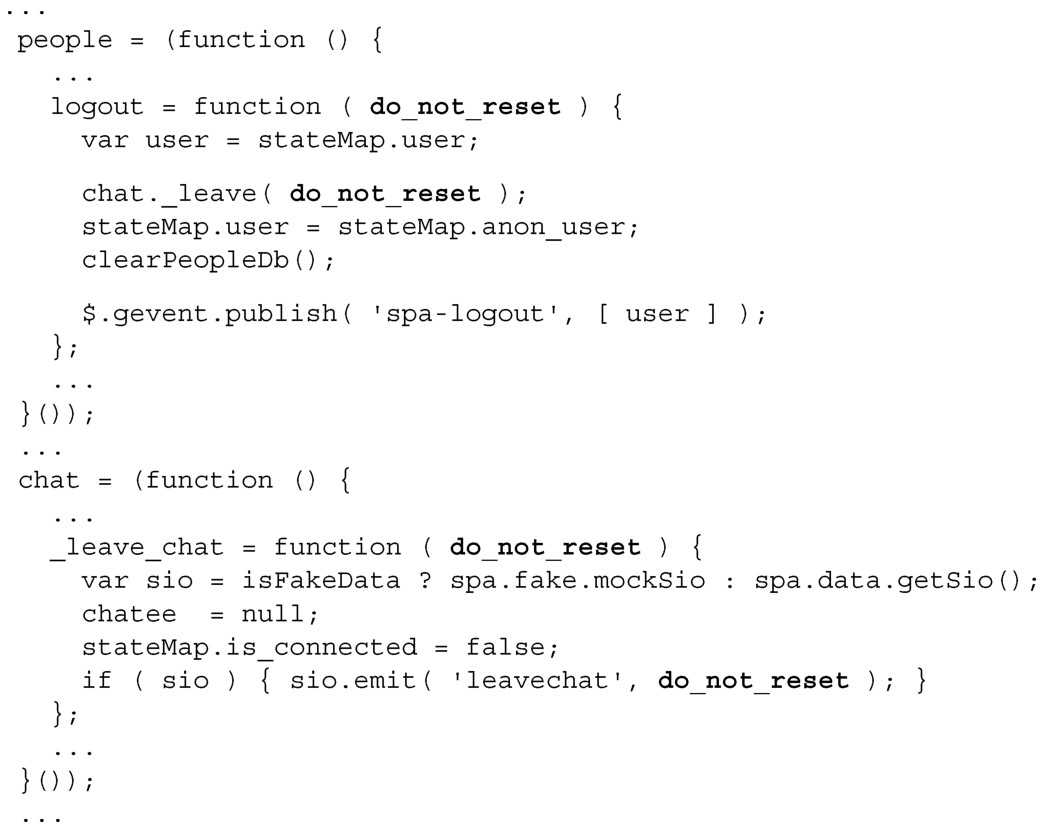 ...
people = (function () {
...
logout = function ( do_not_reset ) {
var user = stateMap.user;
chat._leave( do_not_reset );
stateMap.user = stateMap.anon_user;
clearPeopleDb();
$.gevent.publish( 'spa-logout', [ user ] );
};
...
}());
...
chat = (function () {
...
_leave_chat = function ( do_not_reset ) {
var sio = isFakeData ? spa.fake.mockSio : spa.data.getSio();
chatee  = null;
stateMap.is_connected = false;
if ( sio ) { sio.emit( 'leavechat', do_not_reset ); }
};
...
}());
...